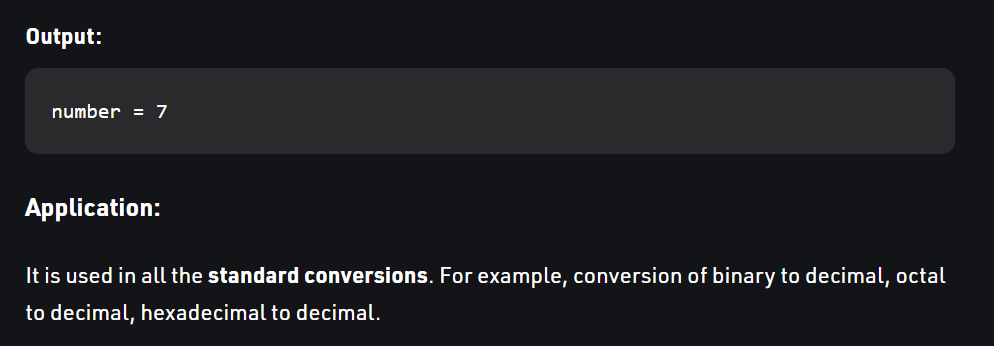 Output:
number = 7
Application:
It is used in all the standard conversions. For example, conversion of binary to decimal, octal
to decimal, hexadecimal to decimal.